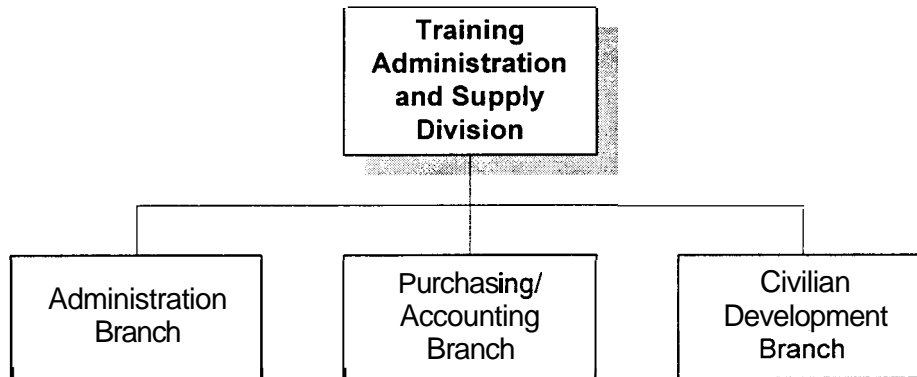 Training
Administration
and Supply
Division
Administration
Branch
Purchasing/
Accounting
Branch
Civilian
Development
Branch